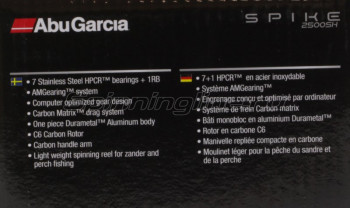 AbuGarcia
SPIKE
2500SH
• 7 Stainless Steel HPCR™ bearings + 1RB
• AMGearing™ system
• Computer optimized gear design
• Carbon Matrix™ drag system
• One piece Durametal™ Aluminum body
• C6 Carbon Rotor
• Carbon handle arm
• Light weight spinning reel for zander and
perch fishing
• 7+1 HPCR™ en acier inoxydable
• Système AMGearing™
• Engranage conçu et optimisé par ordinateur
• Système de frein Carbon matrix
• Bâti monobloc en aluminium Durametal™
• Rotor en carbone C6
• Manivelle repliée compacte en carbone
• Moulinet léger pour la pêche du sandre et
de la perche